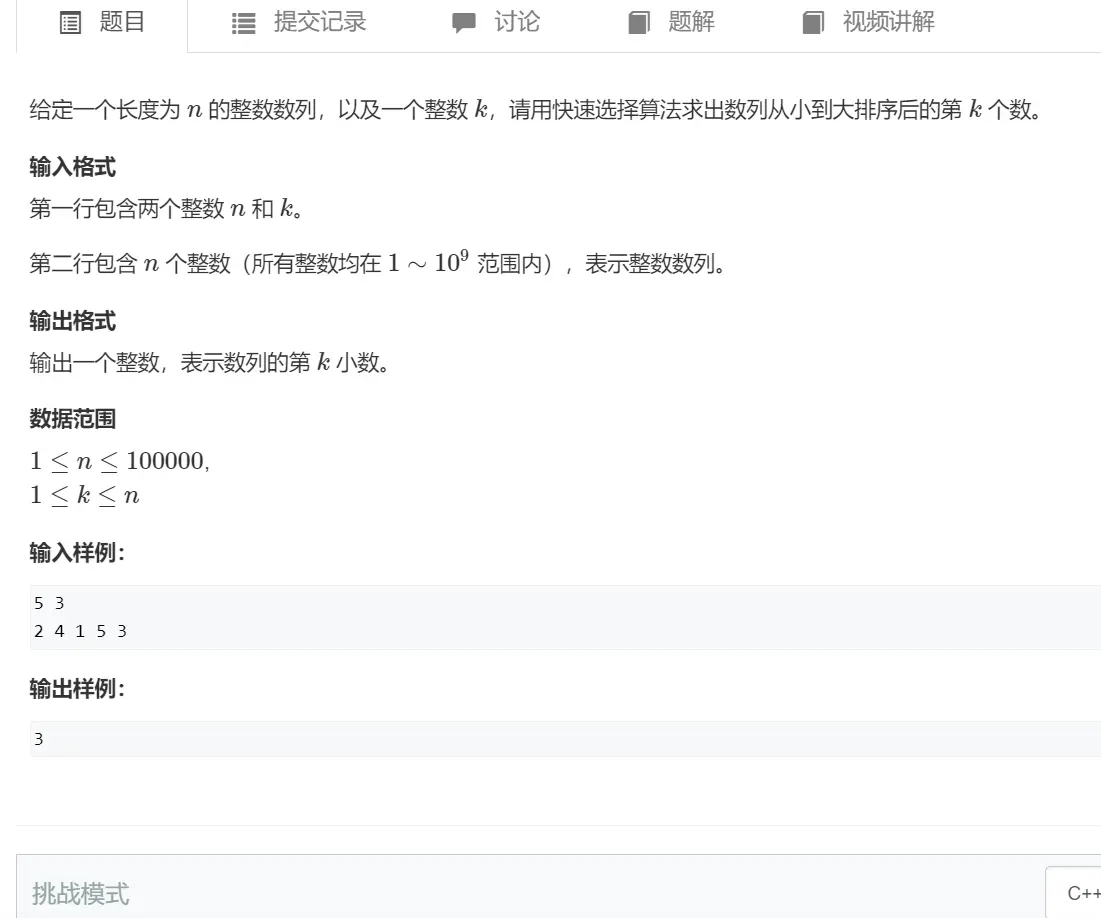 题目 提交记录 讨论 题解 视频讲解
给定一个长度为 n 的整数数列，以及一个整数 k，请用快速选择算法求出数列从小到大排序后的第 k 个数。
输入格式
第一行包含两个整数 n 和 k。
第二行包含 n 个整数（所有整数均在 1 ∼ 10⁹ 范围内），表示整数数列。
输出格式
输出一个整数，表示数列的第 k 小数。
数据范围
1 ≤ n ≤ 100000,
1 ≤ k ≤ n
输入样例：
5 3
2 4 1 5 3
输出样例：
3
挑战模式 C++